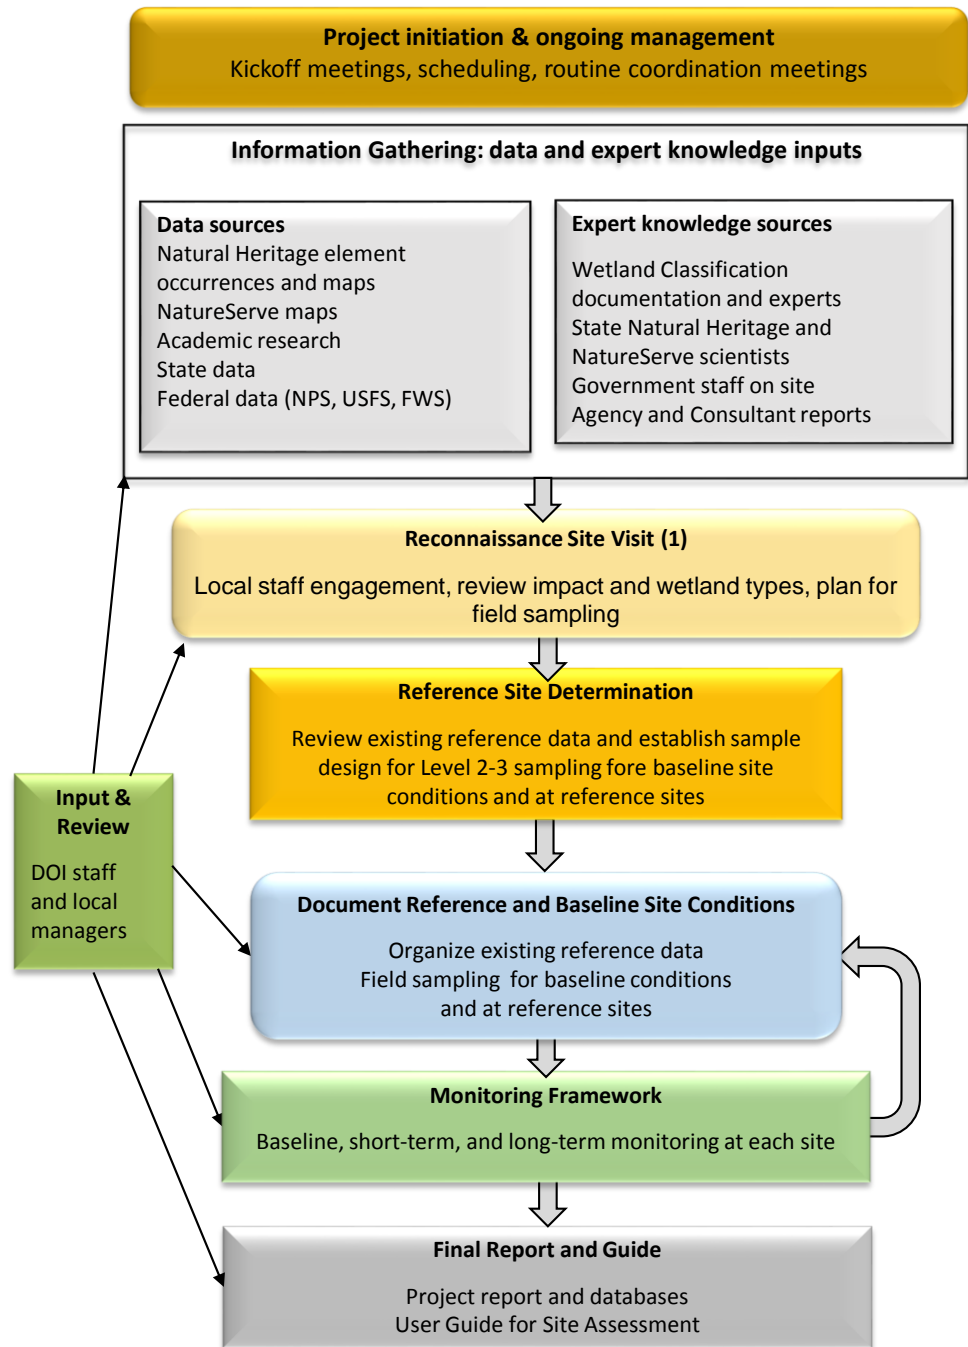 Project initiation & ongoing management
Kickoff meetings, scheduling, routine coordination meetings
Information Gathering: data and expert knowledge inputs
Data sources
Natural Heritage element
occurrences and maps
NatureServe maps
Academic research
State data
Federal data (NPS, USFS, FWS)
Expert knowledge sources
Wetland Classification
documentation and experts
State Natural Heritage and
NatureServe scientists
Government staff on site
Agency and Consultant reports
Reconnaissance Site Visit (1)
Local staff engagement, review impact and wetland types, plan for
field sampling
Reference Site Determination
Review existing reference data and establish sample
design for Level 2-3 sampling fore baseline site
conditions and at reference sites
Input &
Review
DOI staff
and local
managers
Document Reference and Baseline Site Conditions
Organize existing reference data
Field sampling for baseline conditions
and at reference sites
Monitoring Framework
Baseline, short-term, and long-term monitoring at each site
Final Report and Guide
Project report and databases
User Guide for Site Assessment